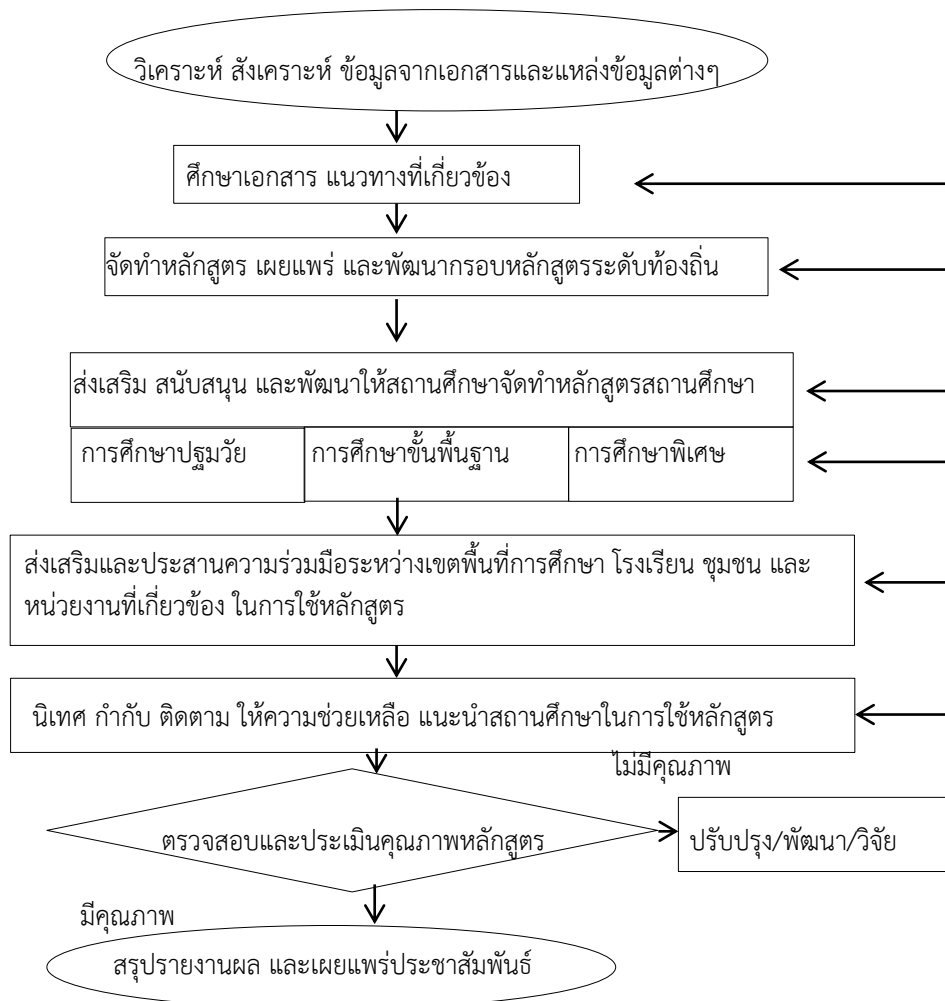 วิเคราะห์ สังเคราะห์ ข้อมูลจากเอกสารและแหล่งข้อมูลต่างๆ
ศึกษาเอกสาร แนวทางที่เกี่ยวข้อง
จัดทำหลักสูตร เผยแพร่ และพัฒนากรอบหลักสูตรระดับท้องถิ่น
ส่งเสริม สนับสนุน และพัฒนาให้สถานศึกษาจัดทำหลักสูตรสถานศึกษา
การศึกษาปฐมวัย
การศึกษาขั้นพื้นฐาน
การศึกษาพิเศษ
ส่งเสริมและประสานความร่วมมือระหว่างเขตพื้นที่การศึกษา โรงเรียน ชุมชน และ
หน่วยงานที่เกี่ยวข้อง ในการใช้หลักสูตร
นิเทศ กำกับ ติดตาม ให้ความช่วยเหลือ แนะนำสถานศึกษาในการใช้หลักสูตร
ไม่มีคุณภาพ
ตรวจสอบและประเมินคุณภาพหลักสูตร
ปรับปรุง/พัฒนา/วิจัย
มีคุณภาพ
สรุปรายงานผล และเผยแพร่ประชาสัมพันธ์